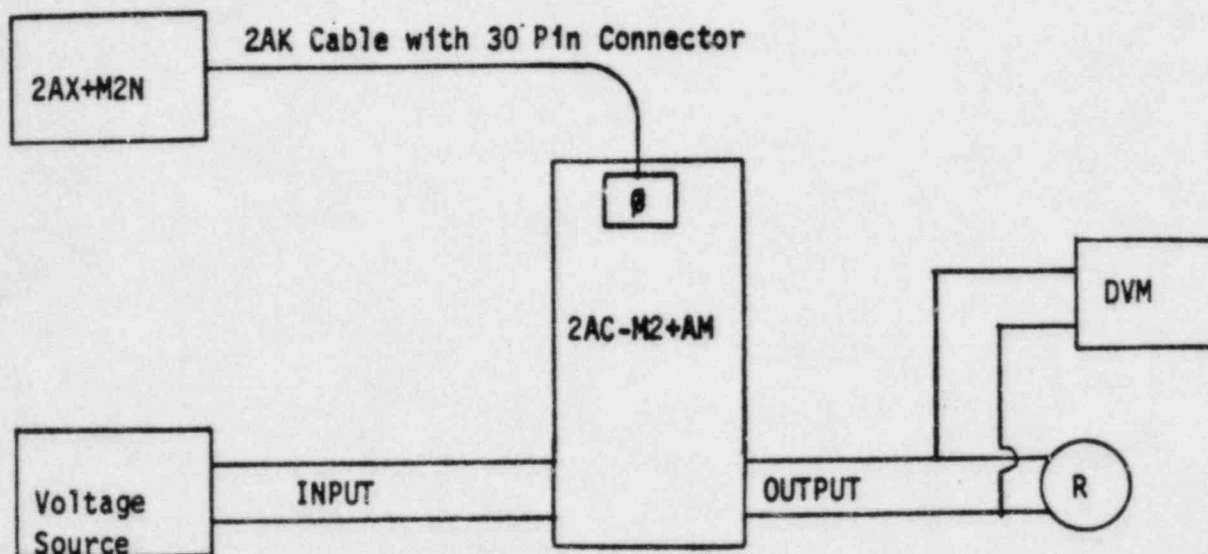 2AK Cable with 30 Pin Connector
2AX+M2N
ø
2AC-M2+AM
DVM
Voltage
Source
INPUT
OUTPUT
R